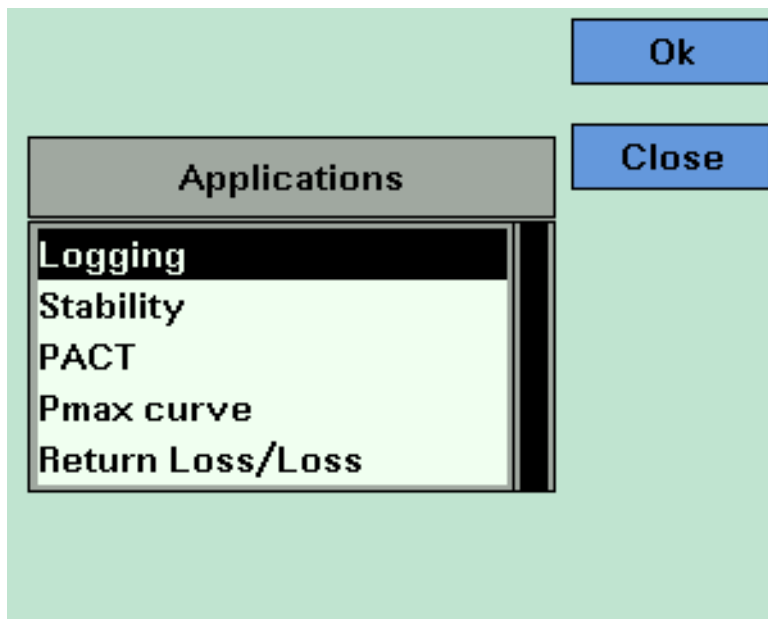 Ok
Close
Applications
Logging
Stability
PACT
Pmax curve
Return Loss/Loss